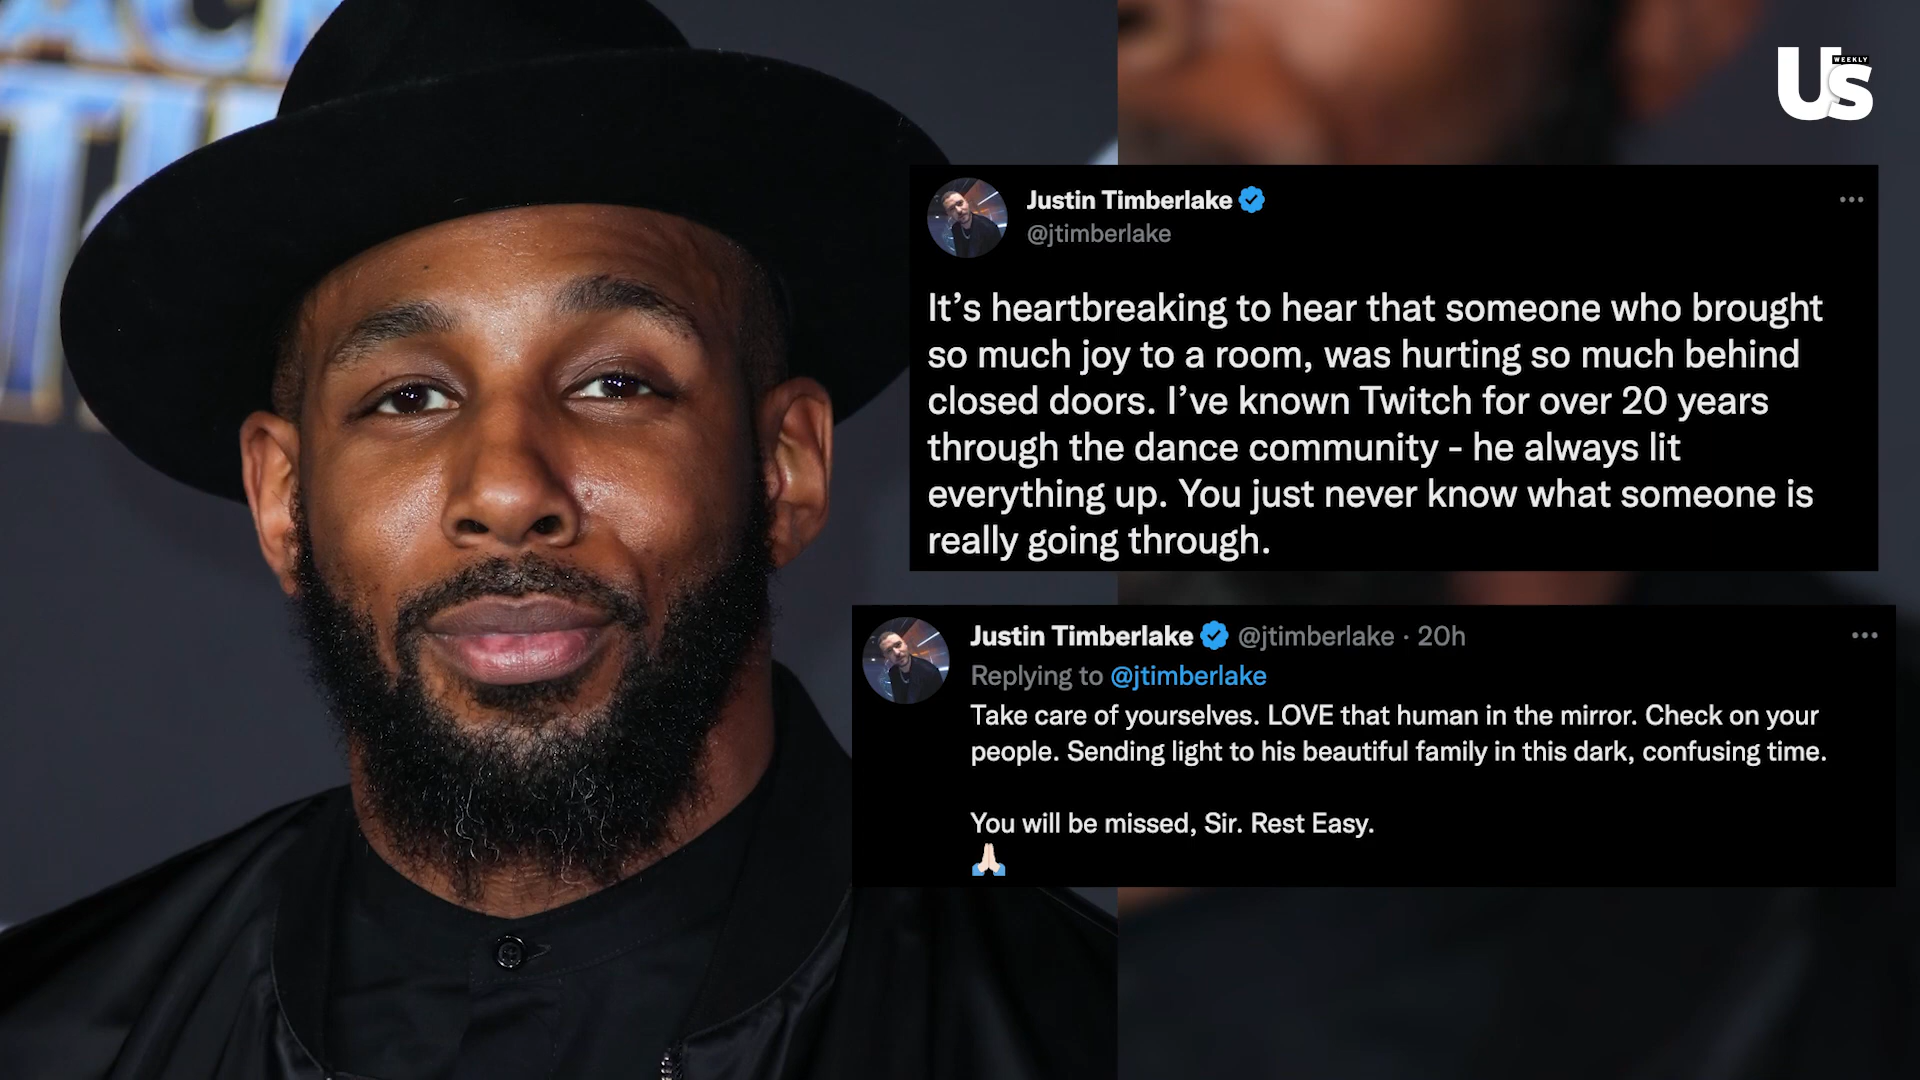 Us
WEEKLY
Justin Timberlake
@jtimberlake
It’s heartbreaking to hear that someone who brought
so much joy to a room, was hurting so much behind
closed doors. I’ve known Twitch for over 20 years
through the dance community - he always lit
everything up. You just never know what someone is
really going through.
Justin Timberlake @jtimberlake · 20h
Replying to @jtimberlake
Take care of yourselves. LOVE that human in the mirror. Check on your
people. Sending light to his beautiful family in this dark, confusing time.
You will be missed, Sir. Rest Easy.
🙏🏻